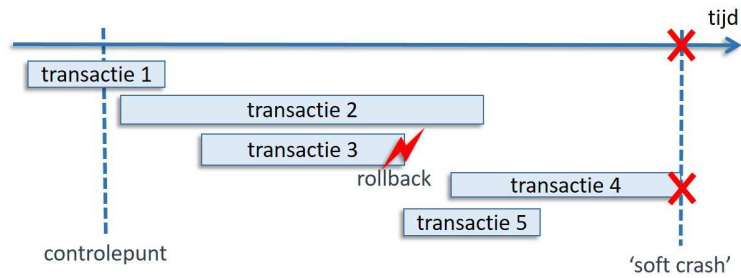 tijd
transactie 1
transactie 2
transactie 3
rollback
transactie 4
transactie 5
controlepunt
'soft crash'